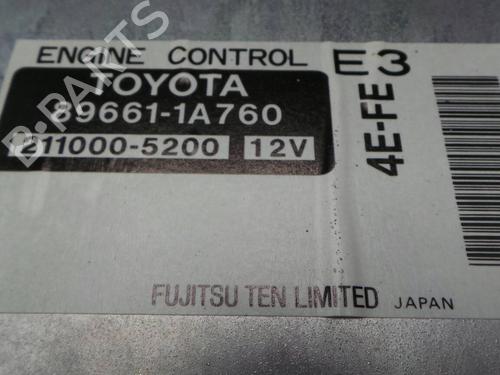 ENGINE CONTROL E3
TOYOTA
89661-1A760
211000-5200 12V
4E-FE
FUJITSU TEN LIMITED JAPAN
B-PARTS